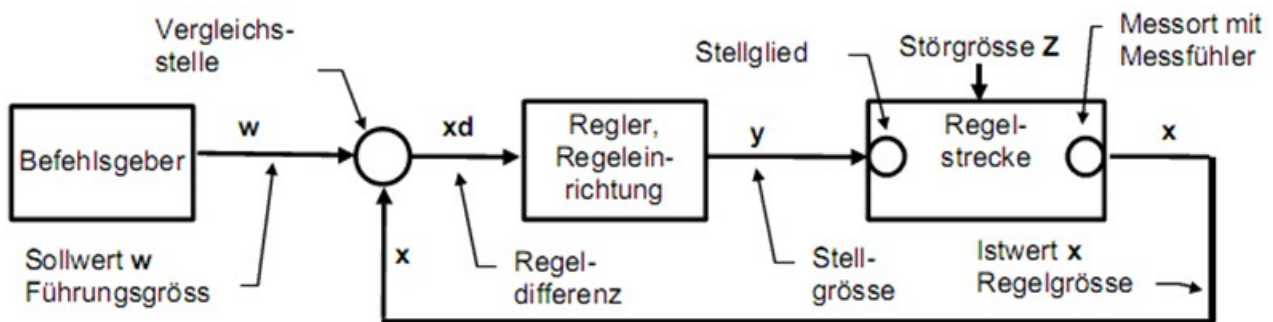 Vergleichs-
stelle
Stellglied
Störgrösse Z
Messort mit
Messfühler
Befehlsgeber
w
xd
Regler,
Regelein-
richtung
y
Regel-
strecke
x
Sollwert w
Führungsgröss
x
Regel-
differenz
Stell-
grösse
Istwert x
Regelgrösse